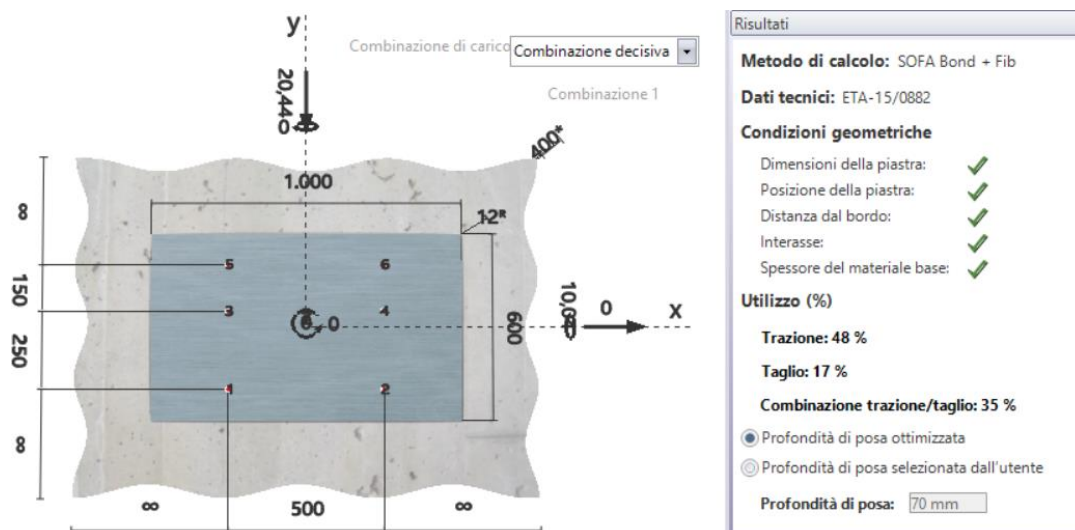 y
Combinazione di carico
Combinazione decisiva
Combinazione 1
20,440
0
400*
1.000
12*
5
6
3
4
0
1
2
∞
150
250
∞
600
0
x
∞
500
∞
Risultati
Metodo di calcolo: SOFA Bond + Fib
Dati tecnici: ETA-15/0882
Condizioni geometriche
Dimensioni della piastra:
Posizione della piastra:
Distanza dal bordo:
Interasse:
Spessore del materiale base:
Utilizzo (%)
Trazione: 48 %
Taglio: 17 %
Combinazione trazione/taglio: 35 %
Profondità di posa ottimizzata
Profondità di posa selezionata dall'utente
Profondità di posa: 70 mm